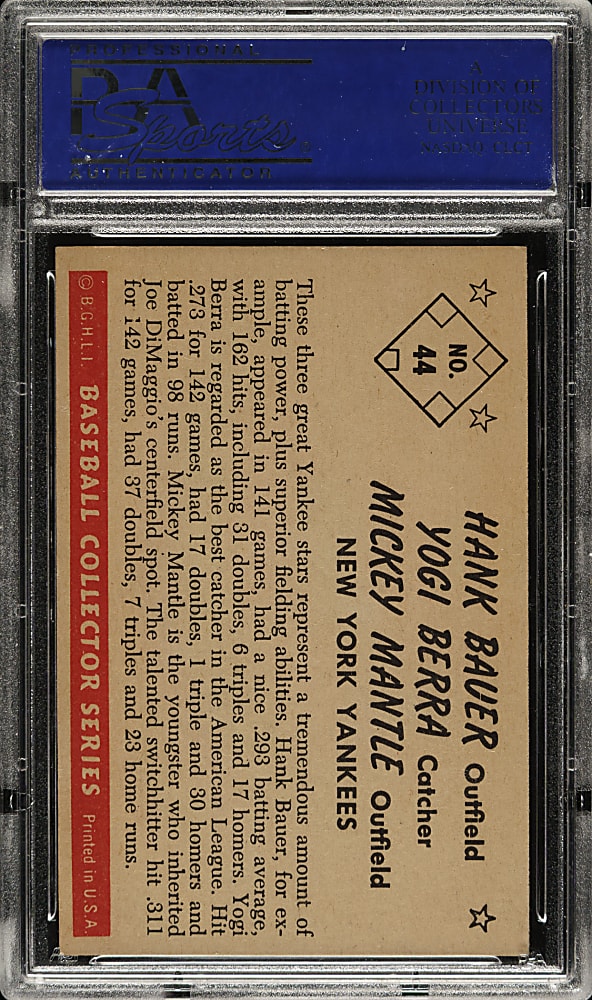 PROFESSIONAL
PSA
Sports
AUTHENTICATOR
A
DIVISION OF
COLLECTORS
UNIVERSE
NASDAQ: CLCT
NO.
44
HANK BAUER Outfield
YOGI BERRA Catcher
MICKEY MANTLE Outfield
NEW YORK YANKEES
These three great Yankee stars represent a tremendous amount of
batting power, plus superior fielding abilities. Hank Bauer, for ex-
ample, appeared in 141 games, had a nice .293 batting average,
with 162 hits, including 31 doubles, 6 triples and 17 homers. Yogi
Berra is regarded as the best catcher in the American League. Hit
.273 for 142 games, had 17 doubles, 1 triple and 30 homers and
batted in 98 runs. Mickey Mantle is the youngster who inherited
Joe DiMaggio's centerfield spot. The talented switchhitter hit .311
for 142 games, had 37 doubles, 7 triples and 23 home runs.
© B.G.H.L.I. BASEBALL COLLECTOR SERIES Printed in U.S.A.